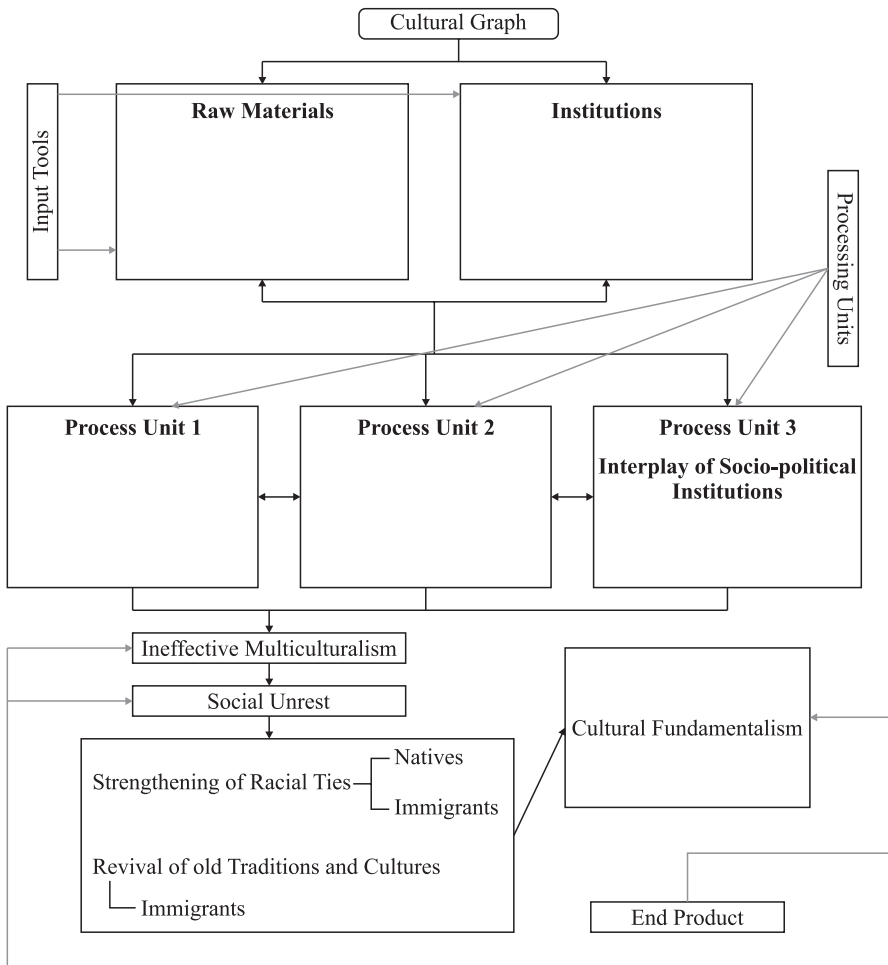 Cultural Graph
Raw Materials
Institutions
Input Tools
Processing Units
Process Unit 1
Process Unit 2
Process Unit 3
Interplay of Socio-political
Institutions
Ineffective Multiculturalism
Social Unrest
Strengthening of Racial Ties
Natives
Immigrants
Revival of old Traditions and Cultures
Immigrants
Cultural Fundamentalism
End Product